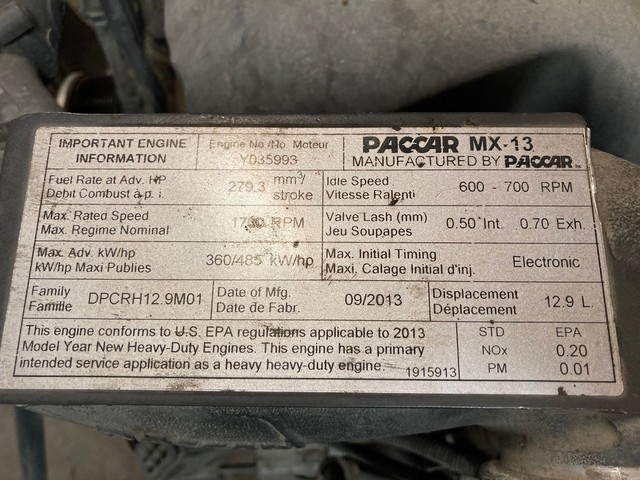 IMPORTANT ENGINE
INFORMATION
Engine No./No. Moteur
Y035993
PACCAR MX-13
MANUFACTURED BY PACCAR
Fuel Rate at Adv. HP
Debit Combust à p. i.
279.3 mm³/
stroke
Idle Speed
Vitesse Ralenti
600 - 700 RPM
Max. Rated Speed
Max. Regime Nominal
RPM
Valve Lash (mm)
Jeu Soupapes
0.50 Int. 0.70 Exh.
Max. Adv. kW/hp
kW/hp Maxi Publies
360/485 kW/hp
Max. Initial Timing
Maxi. Calage Initial d'inj.
Electronic
Family
Famille
DPCRH12.9M01
Date of Mfg.
Date de Fabr.
09/2013
Displacement
Déplacement
12.9 L
This engine conforms to U.S. EPA regulations applicable to 2013
Model Year New Heavy-Duty Engines. This engine has a primary
intended service application as a heavy heavy-duty engine.
1915913
STD EPA
NOx 0.20
PM 0.01